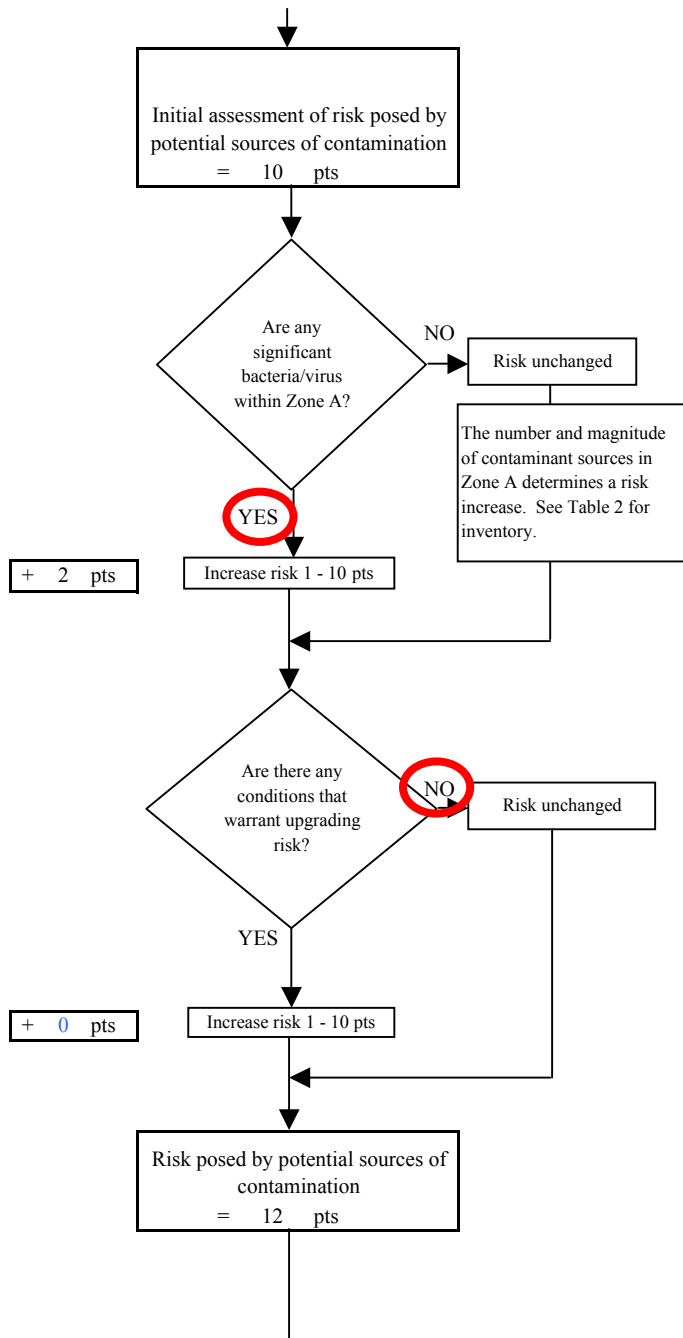 Initial assessment of risk posed by
potential sources of contamination
= 10 pts
Are any
significant
bacteria/virus
within Zone A?
NO
Risk unchanged
The number and magnitude
of contaminant sources in
Zone A determines a risk
increase. See Table 2 for
inventory.
YES
+ 2 pts
Increase risk 1 - 10 pts
Are there any
conditions that
warrant upgrading
risk?
NO
Risk unchanged
YES
+ 0 pts
Increase risk 1 - 10 pts
Risk posed by potential sources of
contamination
= 12 pts